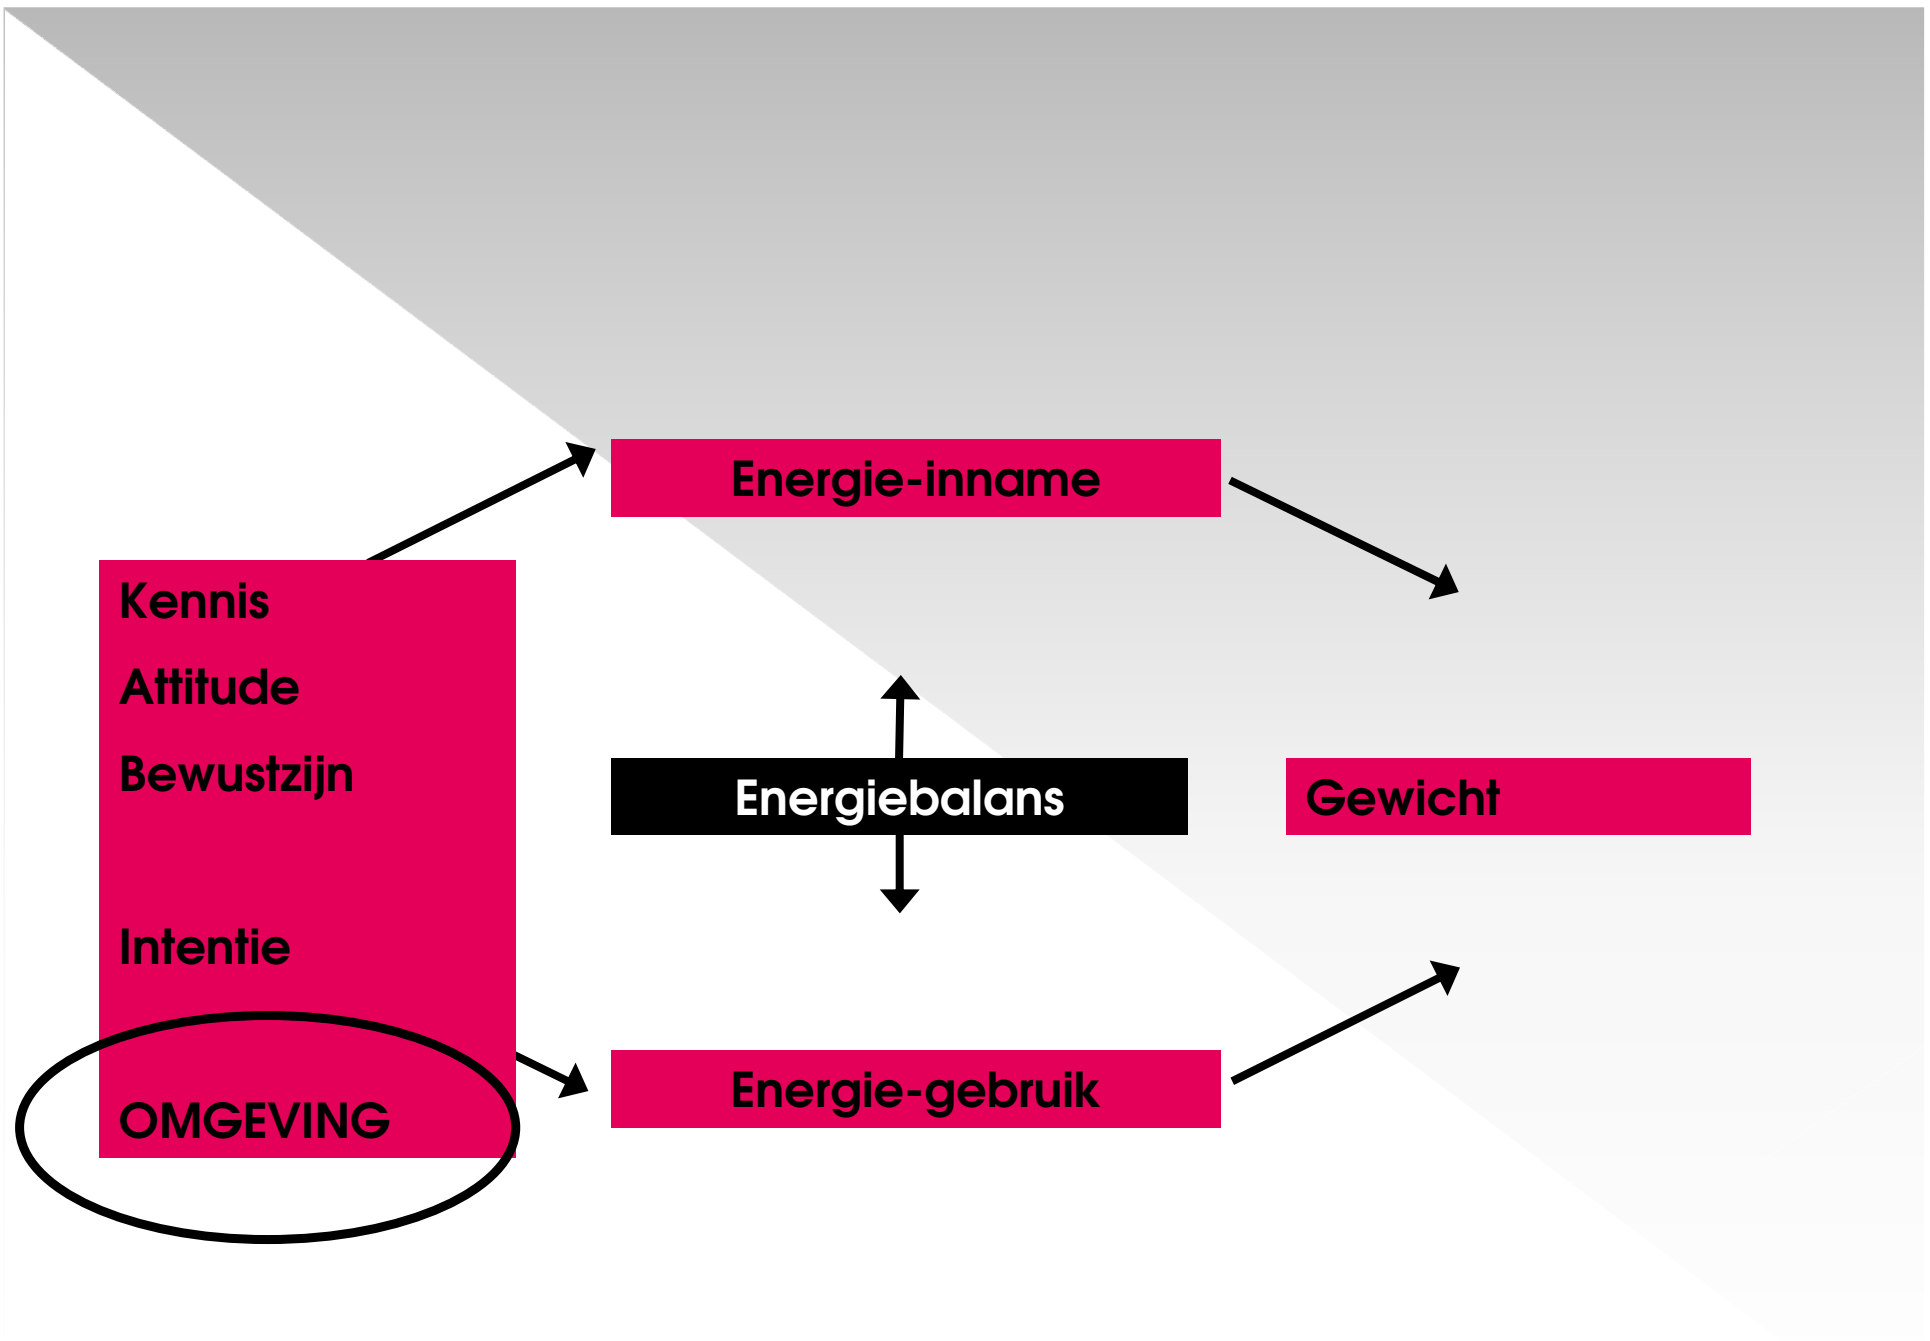 Energie-inname
Kennis
Attitude
Bewustzijn
Energiebalans
Gewicht
Intentie
Energie-gebruik
OMGEVING